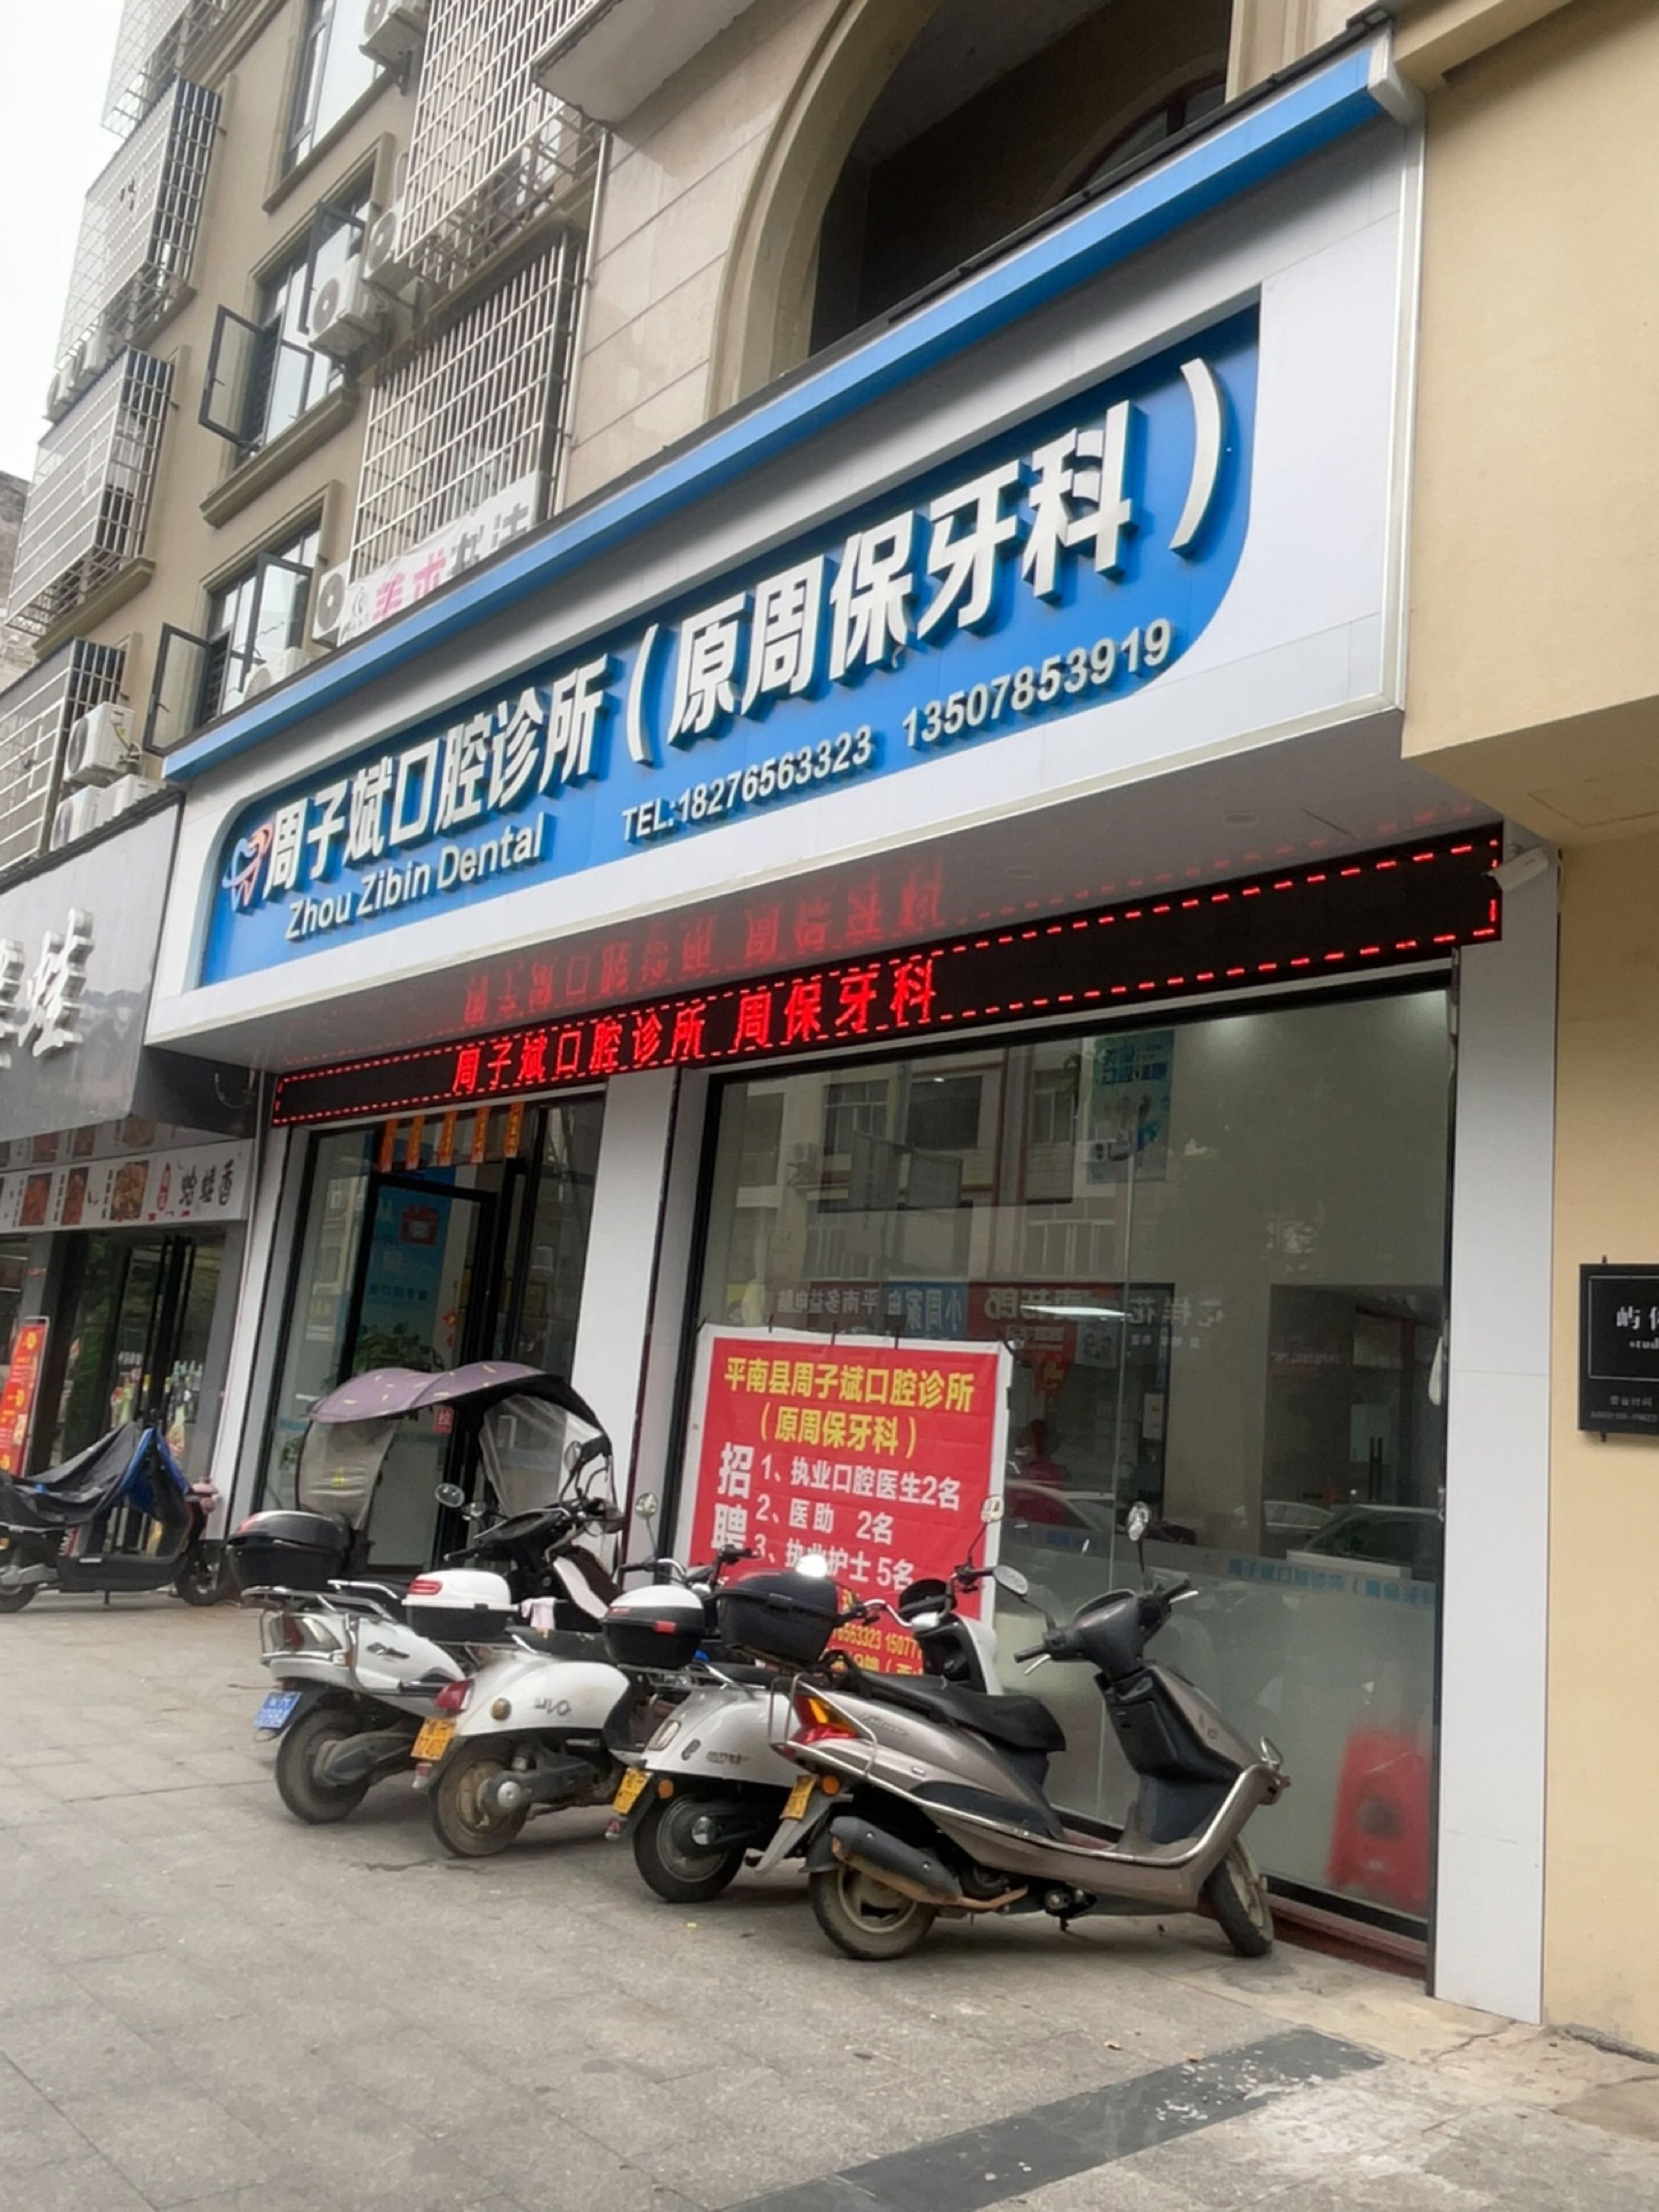 周子斌口腔诊所(原周保牙科)
Zhou Zibin Dental
TEL:18276563323 13507853919
周子斌口腔诊所 周保牙科
平南县周子斌口腔诊所
(原周保牙科)
招聘
1、执业口腔医生2名
2、医助 2名
3、执业护士 5名
美术